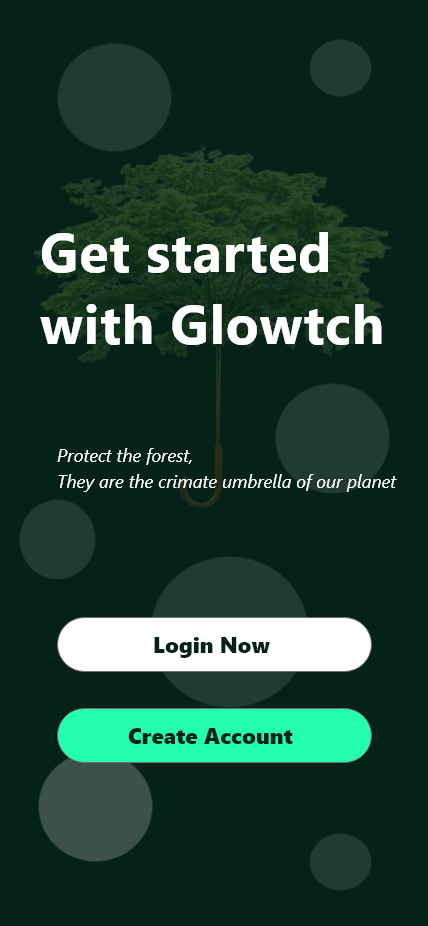 Get started
with Glowtch
Protect the forest,
They are the crimate umbrella of our planet
Login Now
Create Account